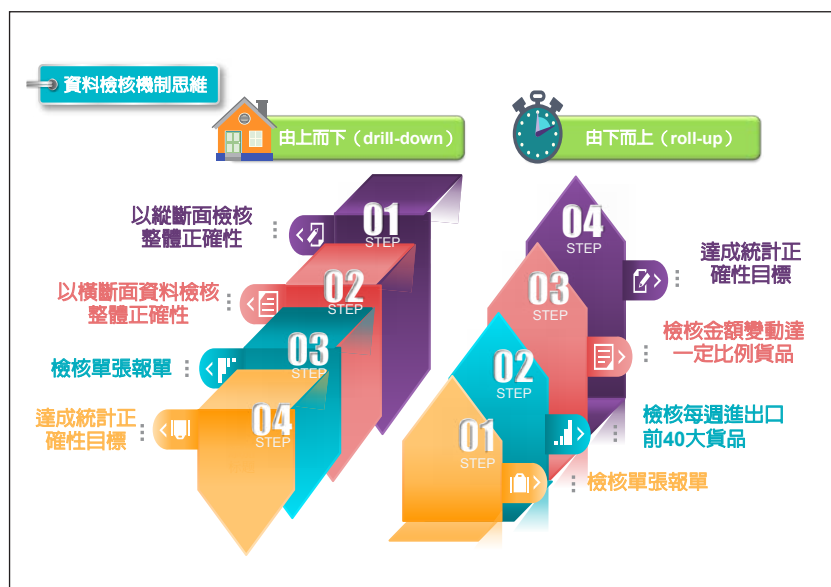 資料檢核機制思維
由上而下（drill-down）
01
STEP
以縱斷面檢核
整體正確性
02
STEP
以橫斷面資料檢核
整體正確性
03
STEP
檢核單張報單
04
STEP
達成統計正
確性目標
由下而上（roll-up）
04
STEP
達成統計正
確性目標
03
STEP
檢核金額變動達
一定比例貨品
02
STEP
檢核每週進出口
前40大貨品
01
STEP
檢核單張報單